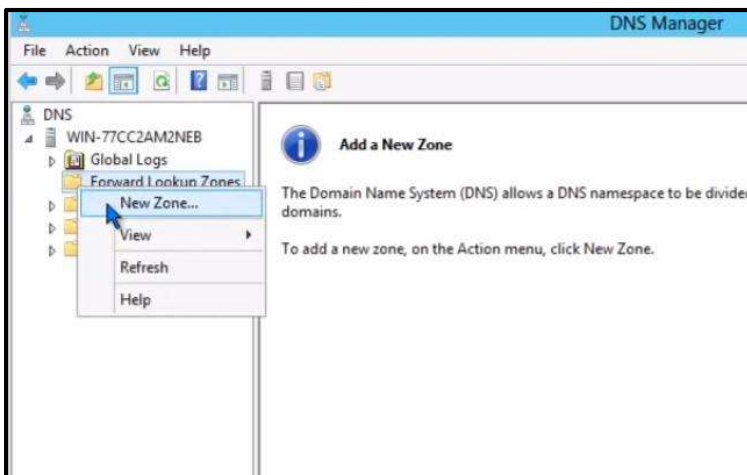 DNS Manager
File Action View Help
DNS
WIN-77CC2AM2NEB
Global Logs
Forward Lookup Zones
New Zone...
View
Refresh
Help
Add a New Zone
The Domain Name System (DNS) allows a DNS namespace to be divided
domains.
To add a new zone, on the Action menu, click New Zone.